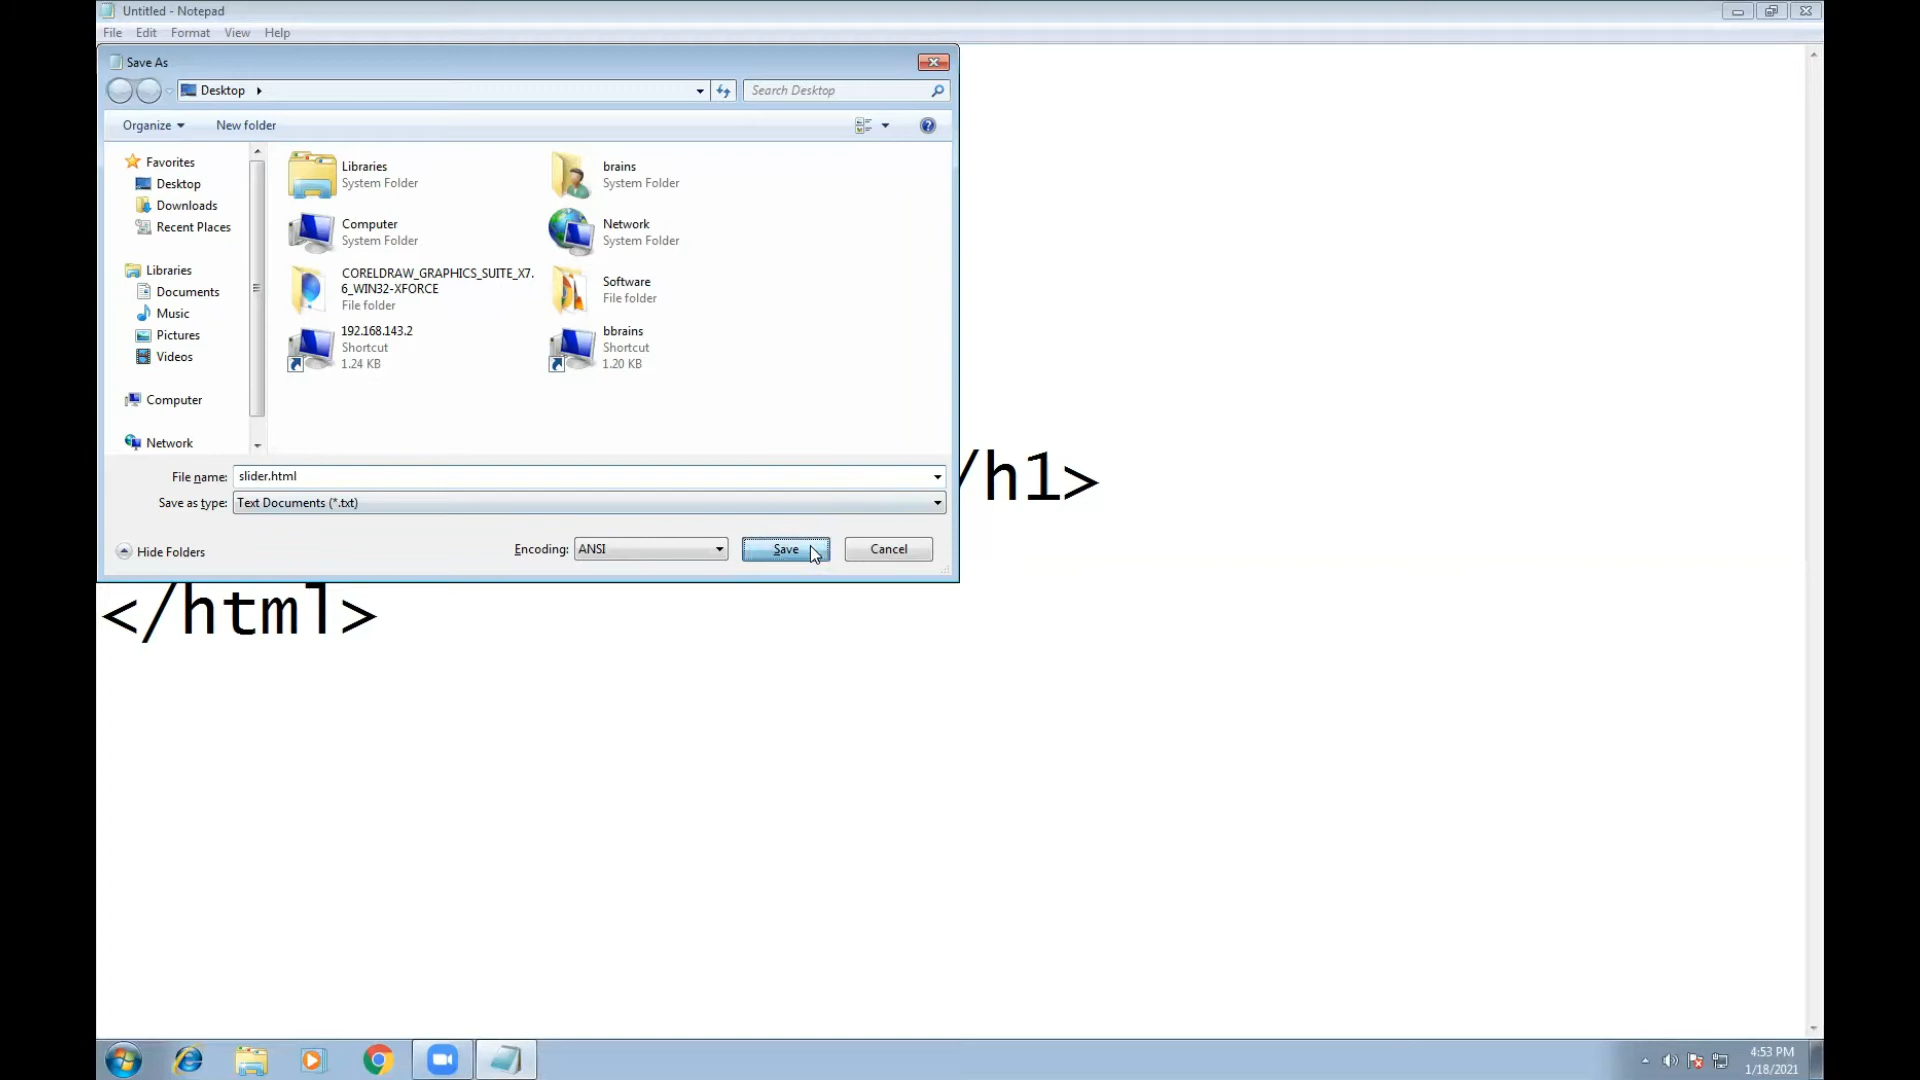 Untitled - Notepad
File Edit Format View Help
Save As
Desktop
Search Desktop
Organize New folder
Favorites
Desktop
Downloads
Recent Places
Libraries
Documents
Music
Pictures
Videos
Computer
Network
Libraries
System Folder
brains
System Folder
Computer
System Folder
Network
System Folder
CORELDRAW_GRAPHICS_SUITE_X7.
6_WIN32-XFORCE
File folder
Software
File folder
192.168.143.2
Shortcut
1.24 KB
bbrains
Shortcut
1.20 KB
File name: slider.html
Save as type: Text Documents (*.txt)
Hide Folders
Encoding: ANSI Save Cancel
/h1>
</html>
4:53 PM
1/18/2021